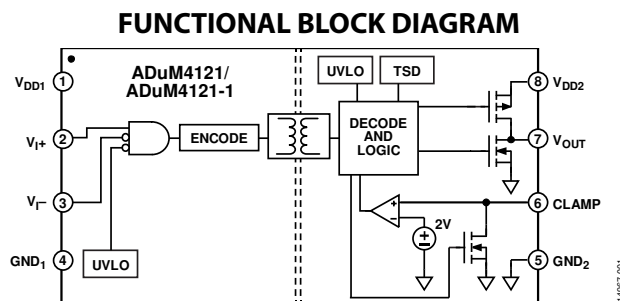 FUNCTIONAL BLOCK DIAGRAM
ADuM4121/
ADuM4121-1
VDD1 1
VI+ 2
VI− 3
GND1 4
UVLO
ENCODE
UVLO
TSD
DECODE
AND
LOGIC
2V
+
−
+
−
8 VDD2
7 VOUT
6 CLAMP
5 GND2